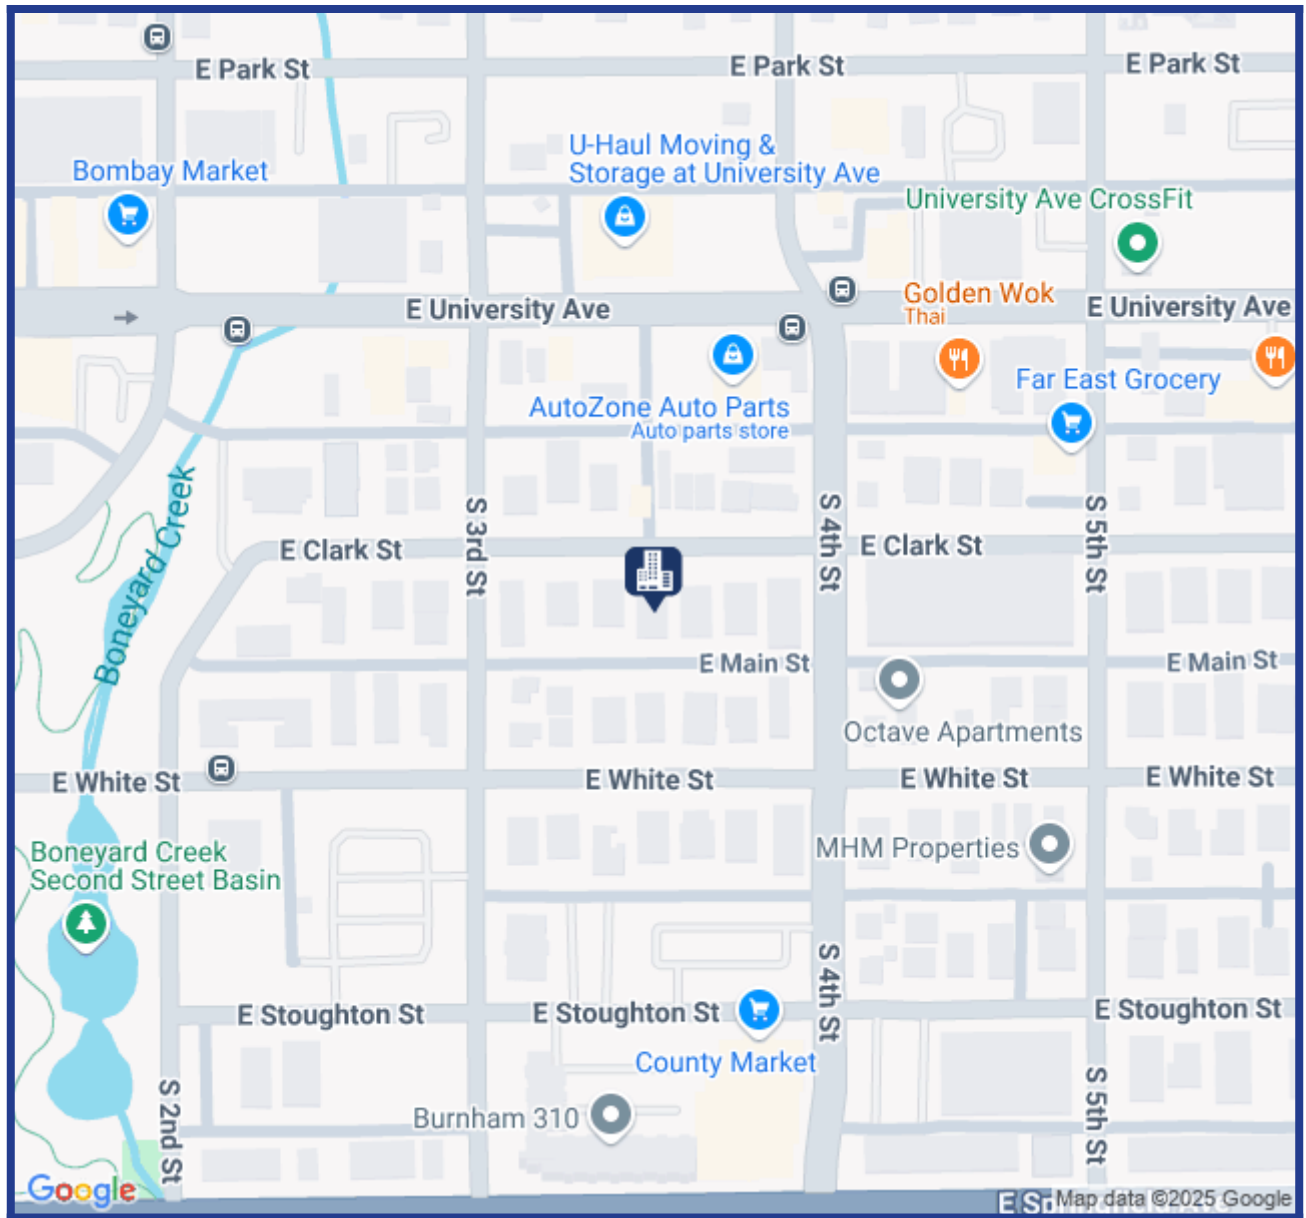 E Park St
E Park St
E Park St
U-Haul Moving &
Storage at University Ave
Bombay Market
University Ave CrossFit
Golden Wok
Thai
E University Ave
E University Ave
Far East Grocery
AutoZone Auto Parts
Auto parts store
Boneyard Creek
S 3rd St
S 4th St
S 5th St
E Clark St
E Clark St
E Main St
E Main St
Octave Apartments
E White St
E White St
E White St
E White St
MHM Properties
Boneyard Creek
Second Street Basin
S 4th St
E Stoughton St
E Stoughton St
E Stoughton St
County Market
S 2nd St
S 5th St
Burnham 310
Google
E
Map data ©2025 Google